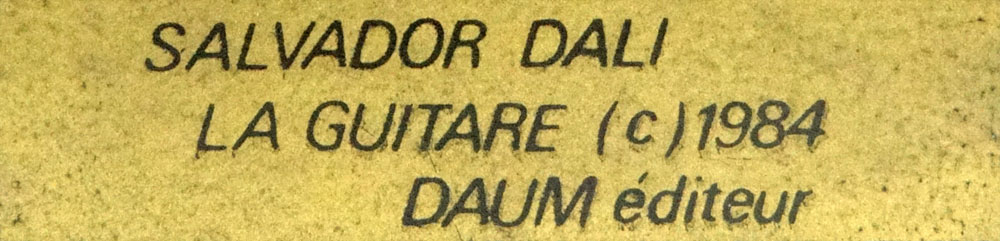 SALVADOR DALI
LA GUITARE (c) 1984
DAUM éditeur